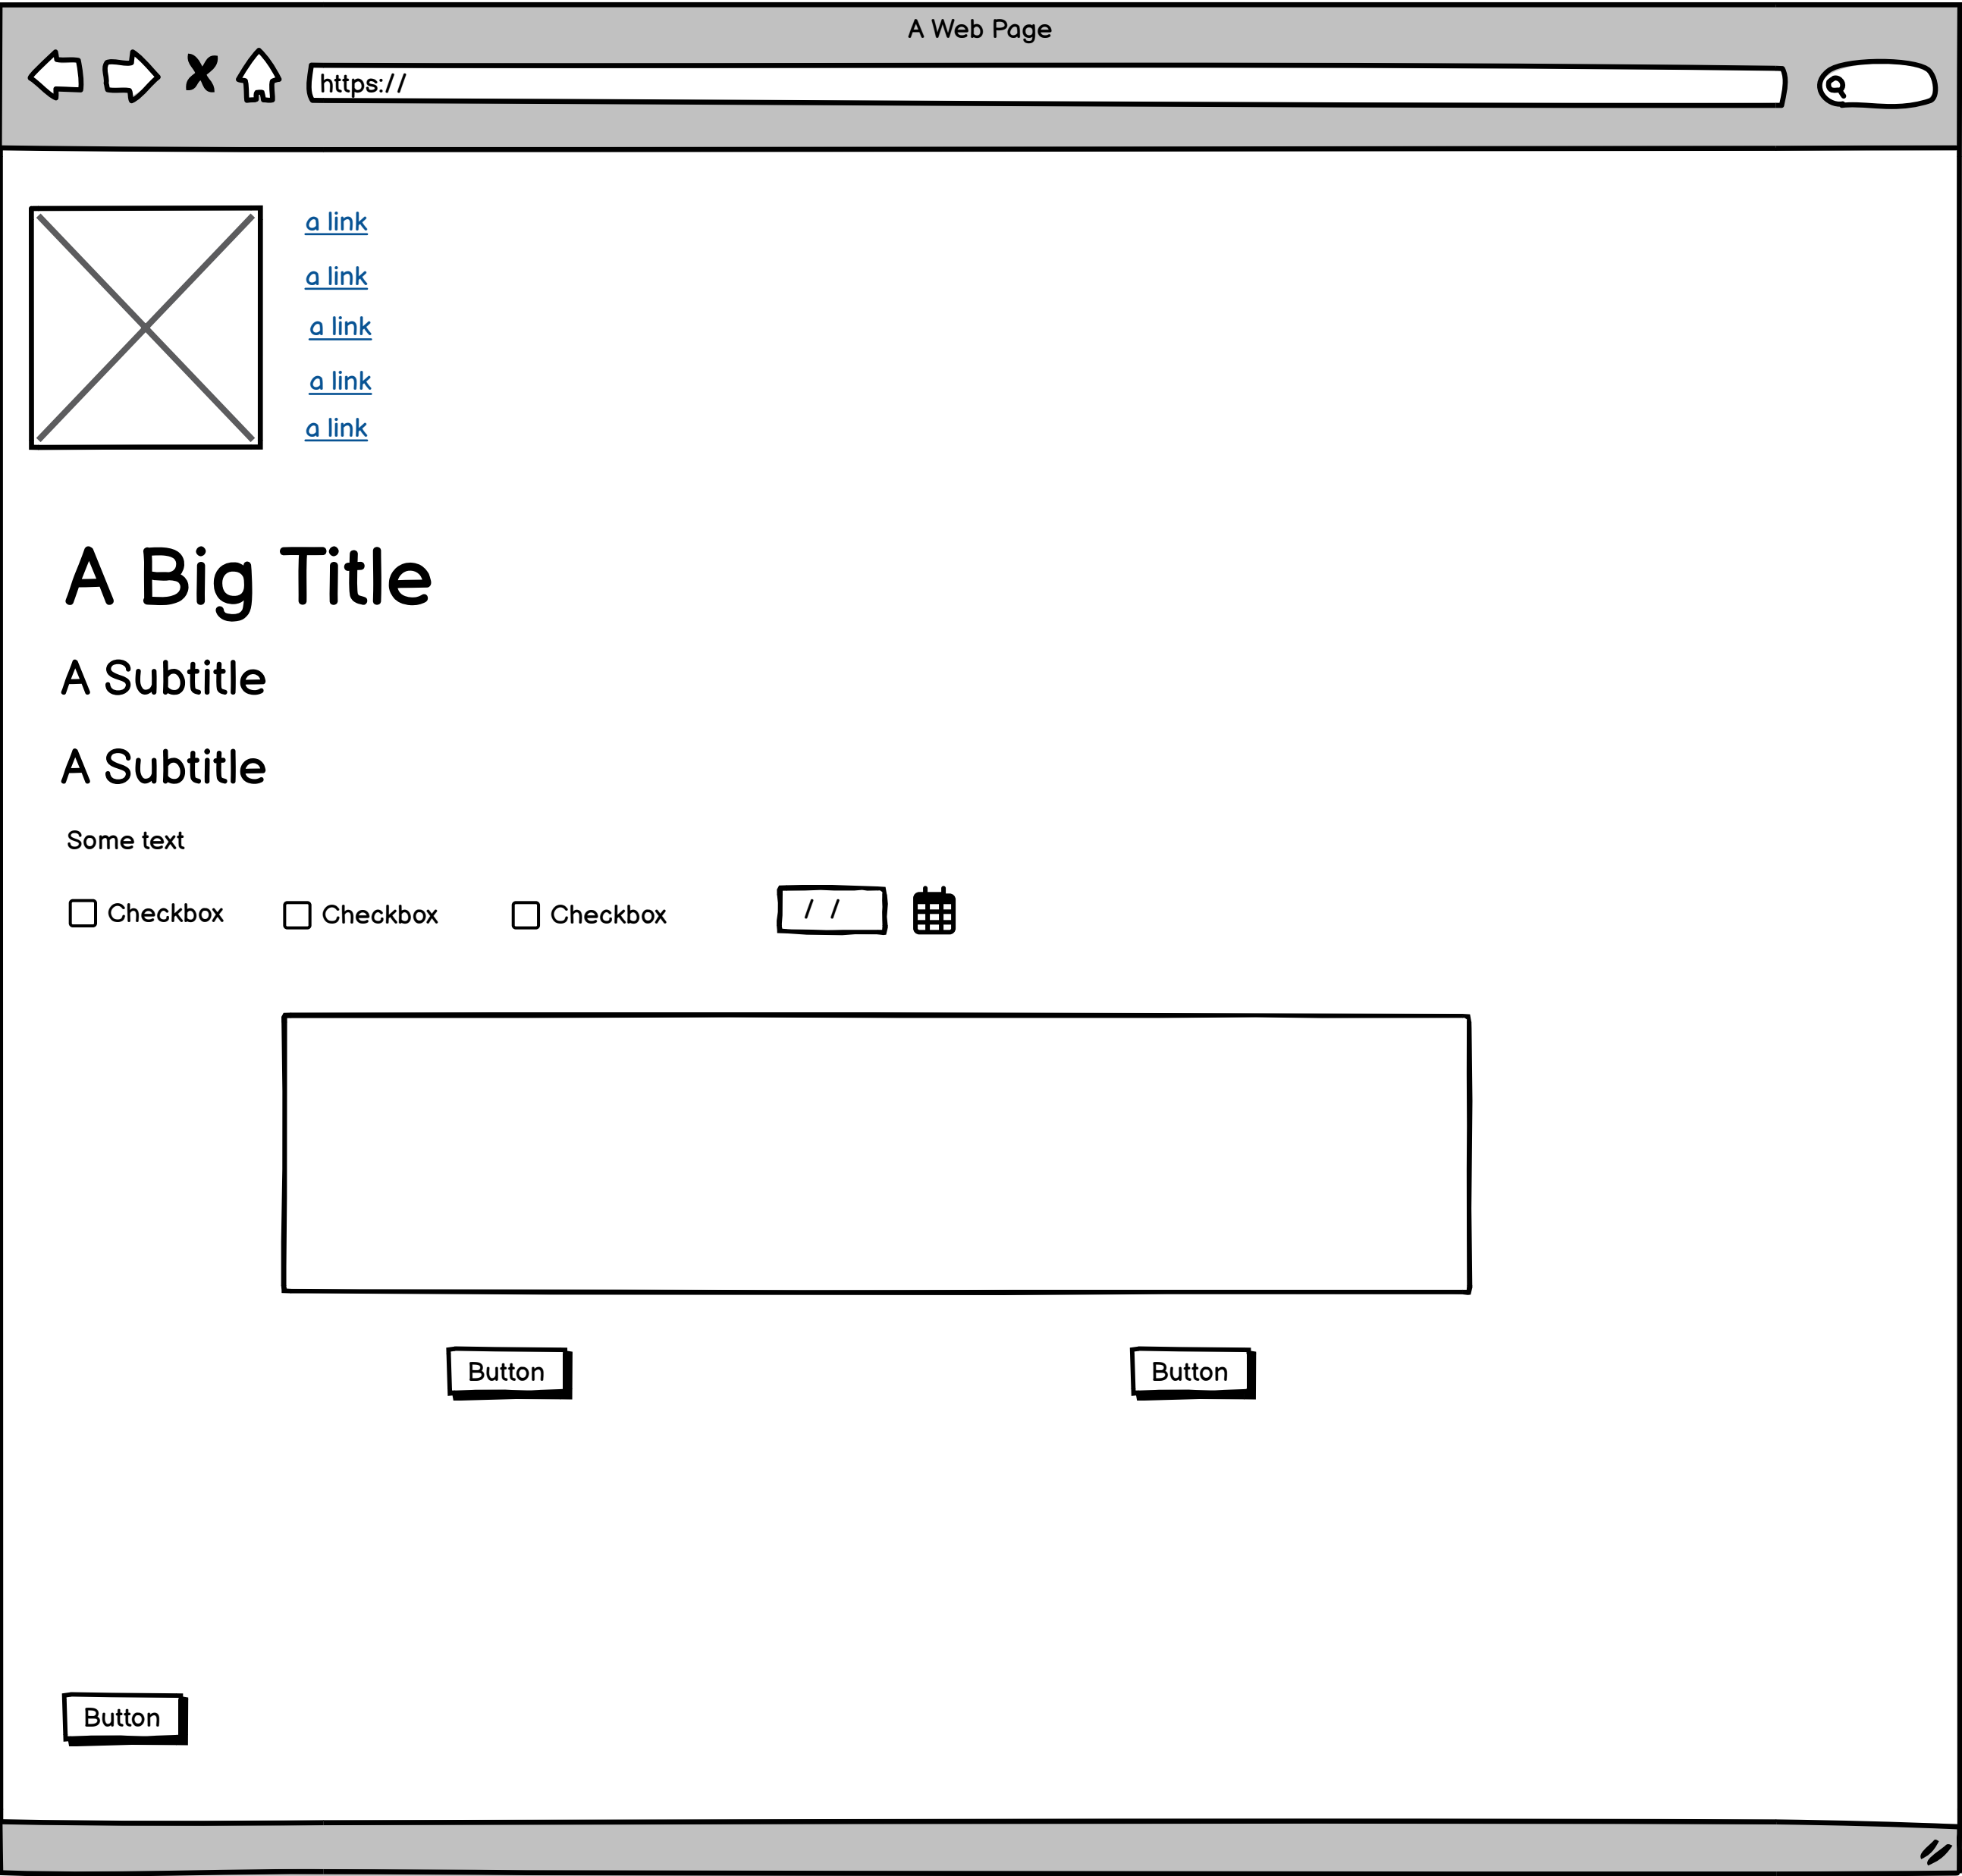 A Web Page
https://
a link
a link
a link
a link
a link
A Big Title
A Subtitle
A Subtitle
Some text
Checkbox Checkbox Checkbox / /
Button Button
Button